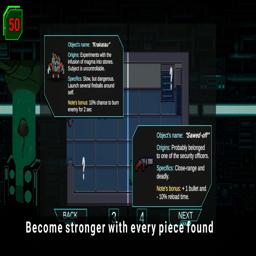 50
Object's name: "Krakatau"
Origins: Experiments with the
infusion of magma into stones.
Subject is uncontrollable.
Specifics: Slow, but dangerous.
Launch several fireballs around
self.
Note's bonus: 10% chance to burn
enemy for 2 sec
Object's name: "Sawed-off"
Origins: Probably belonged
to one of the security officers.
Specifics: Close-range and
deadly.
Note's bonus: + 1 bullet and
- 10% reload time.
BACK
4
NEXT
Become stronger with every piece found